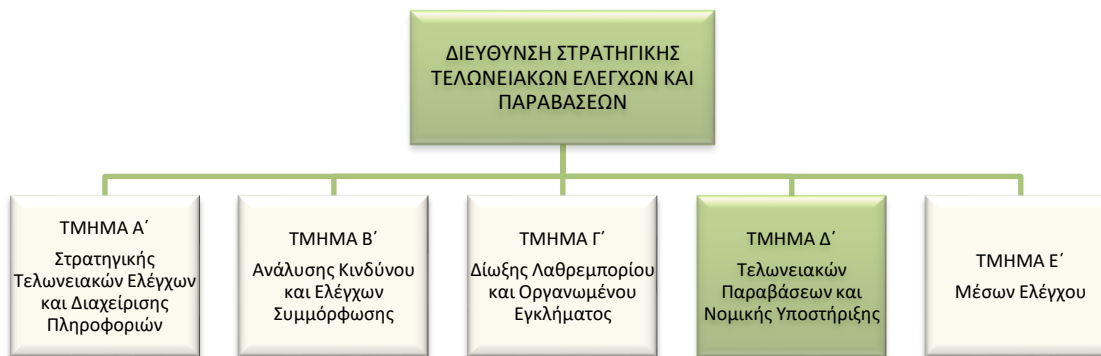 ΔΙΕΥΘΥΝΣΗ ΣΤΡΑΤΗΓΙΚΗΣ
ΤΕΛΩΝΕΙΑΚΩΝ ΕΛΕΓΧΩΝ ΚΑΙ
ΠΑΡΑΒΑΣΕΩΝ
ΤΜΗΜΑ Α΄
Στρατηγικής
Τελωνειακών Ελέγχων
και Διαχείρισης
Πληροφοριών
ΤΜΗΜΑ Β΄
Ανάλυσης Κινδύνου
και Ελέγχων
Συμμόρφωσης
ΤΜΗΜΑ Γ΄
Δίωξης Λαθρεμπορίου
και Οργανωμένου
Εγκλήματος
ΤΜΗΜΑ Δ΄
Τελωνειακών
Παραβάσεων και
Νομικής Υποστήριξης
ΤΜΗΜΑ Ε΄
Μέσων Ελέγχου